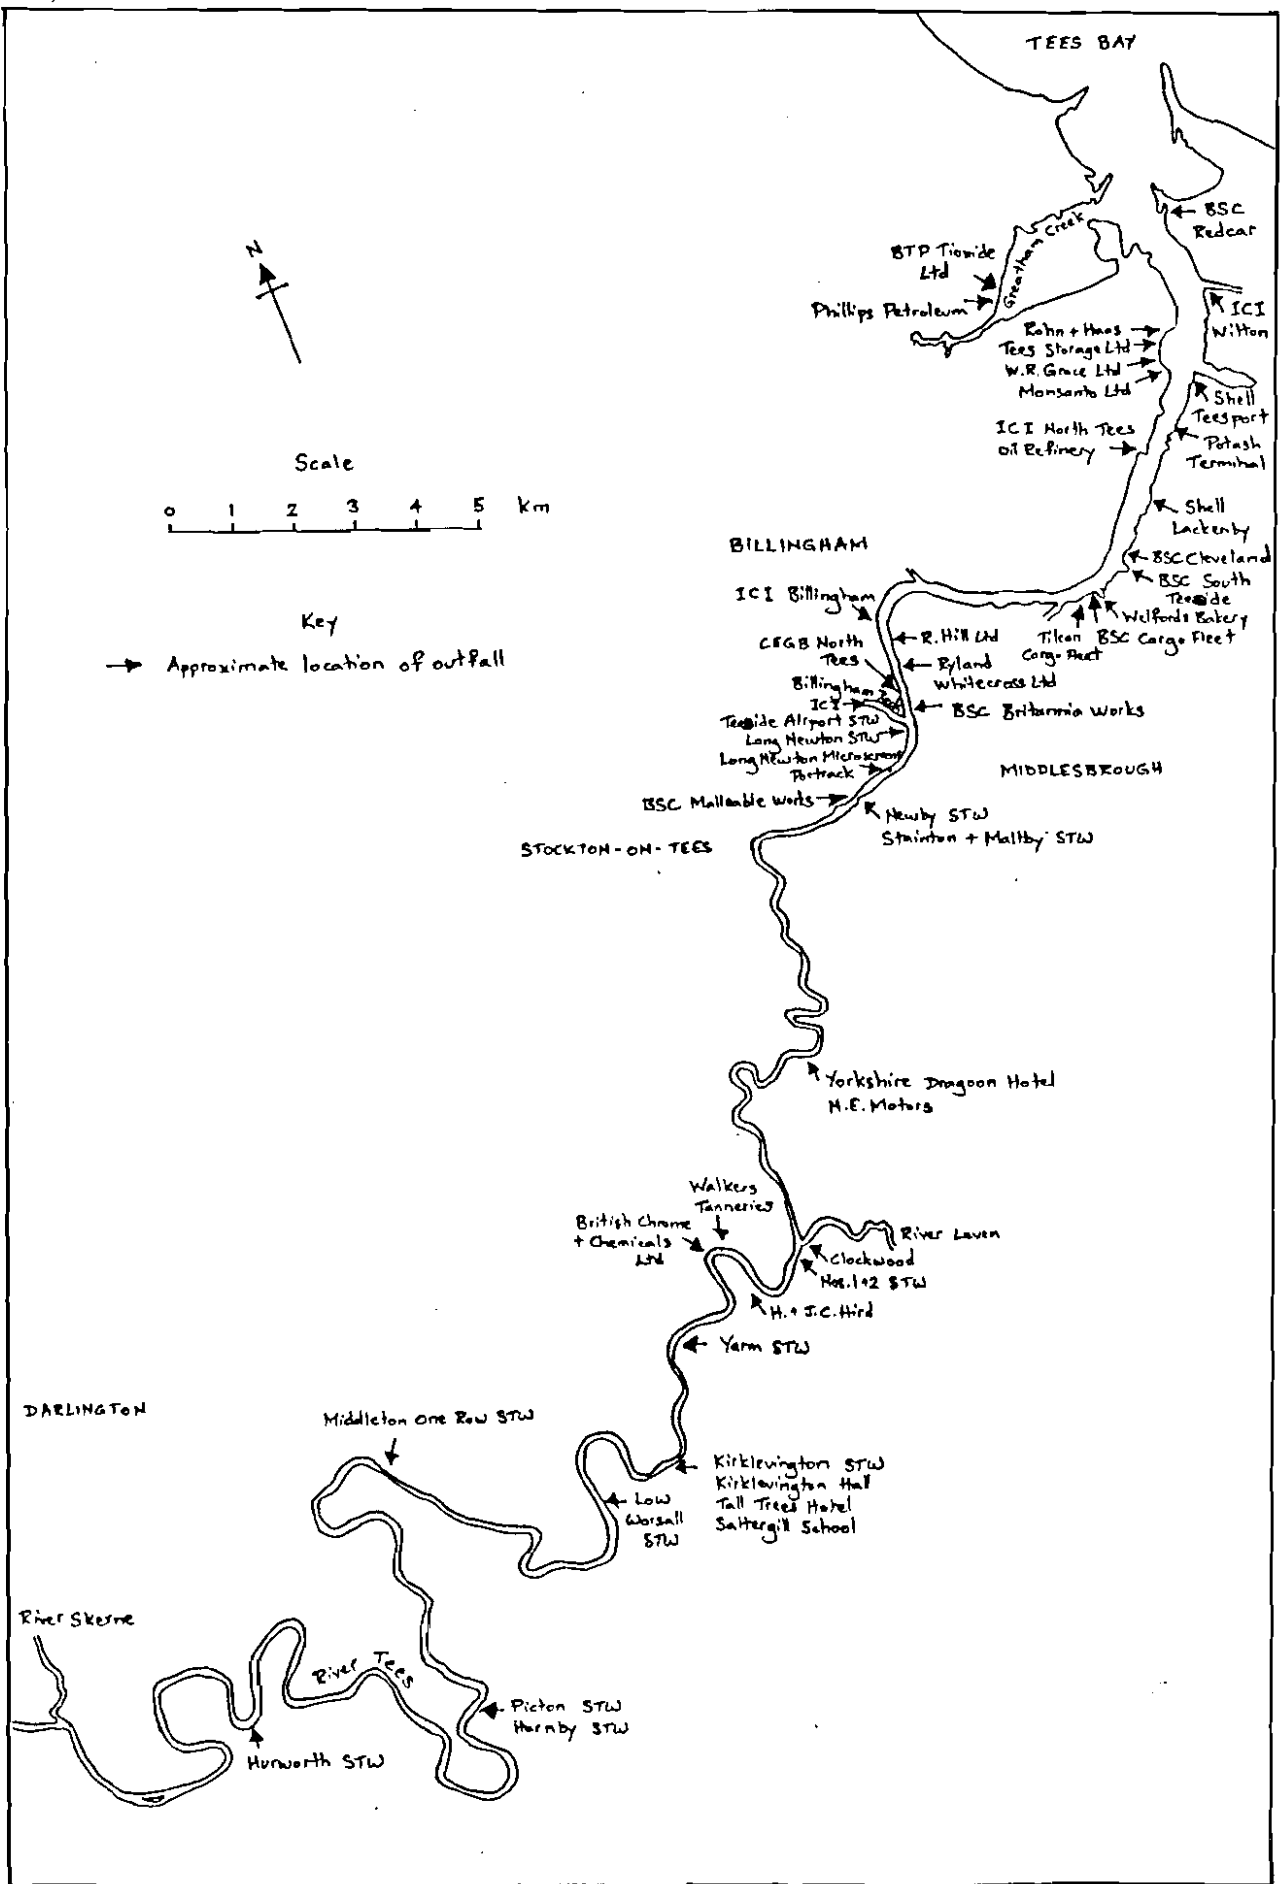 TEES BAY
BSC
Redcar
Greatham Creek
BTP Tioxide
Ltd
Phillips Petroleum
ICI
Wilton
Rohn + Haas
Tees Storage Ltd
W.R. Grace Ltd
Monsanto Ltd
Shell
Teesport
ICI North Tees
Oil Refinery
Potash
Terminal
N
Scale
0 1 2 3 4 5 km
Shell
Lackenby
BILLINGHAM
BSC Cleveland
BSC South
Teeside
Welfords Bakery
BSC Cargo Fleet
Tilcon
Cargo Fleet
ICI Billingham
Key
Approximate location of outfall
R. Hill Ltd
CEGB North
Tees
Ryland
Whitecross Ltd
Billingham
ICI
BSC Britannia Works
Teeside Airport STW
Long Newton STW
Long Newton Microscreen
Portrack
MIDDLESBROUGH
BSC Malleable Works
Newby STW
Stainton + Maltby STW
STOCKTON-ON-TEES
Yorkshire Dragoon Hotel
N.E. Motors
Walkers
Tanneries
British Chrome
+ Chemicals
Ltd
River Leven
Clockwood
Nos. 1+2 STW
H. + J.C. Hird
Yarm STW
DARLINGTON
Middleton One Row STW
Kirklevington STW
Kirklevington Hall
Tall Trees Hotel
Saltergill School
Low
Worsall
STW
River Skerne
River Tees
Picton STW
Hornby STW
Hurworth STW